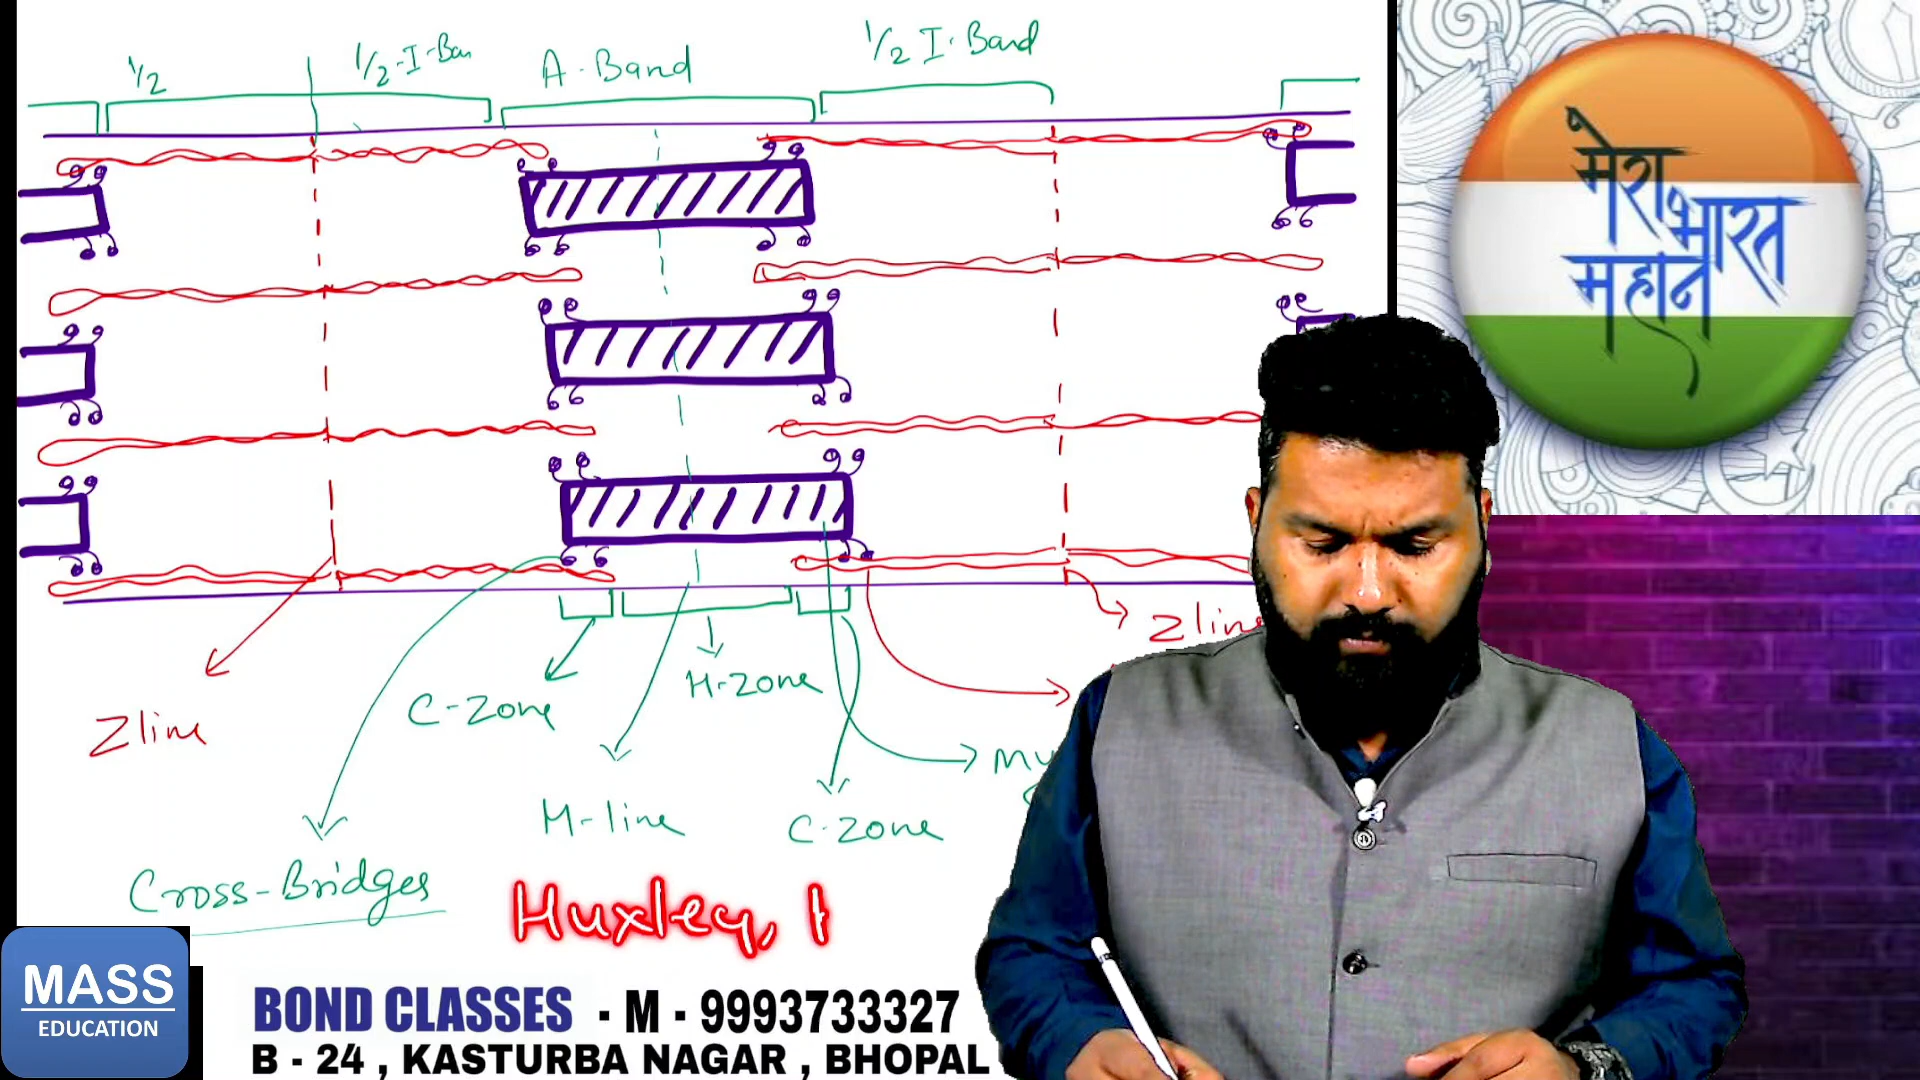 1/2
1/2-I-Ban
A-Band
1/2 I-Band
मेरा
भारत
महान
Z line
Z line
C-Zone
H-Zone
M-line
C-Zone
Cross-Bridges
Huxley,
MASS
EDUCATION
BOND CLASSES - M - 9993733327
B - 24 , KASTURBA NAGAR , BHOPAL